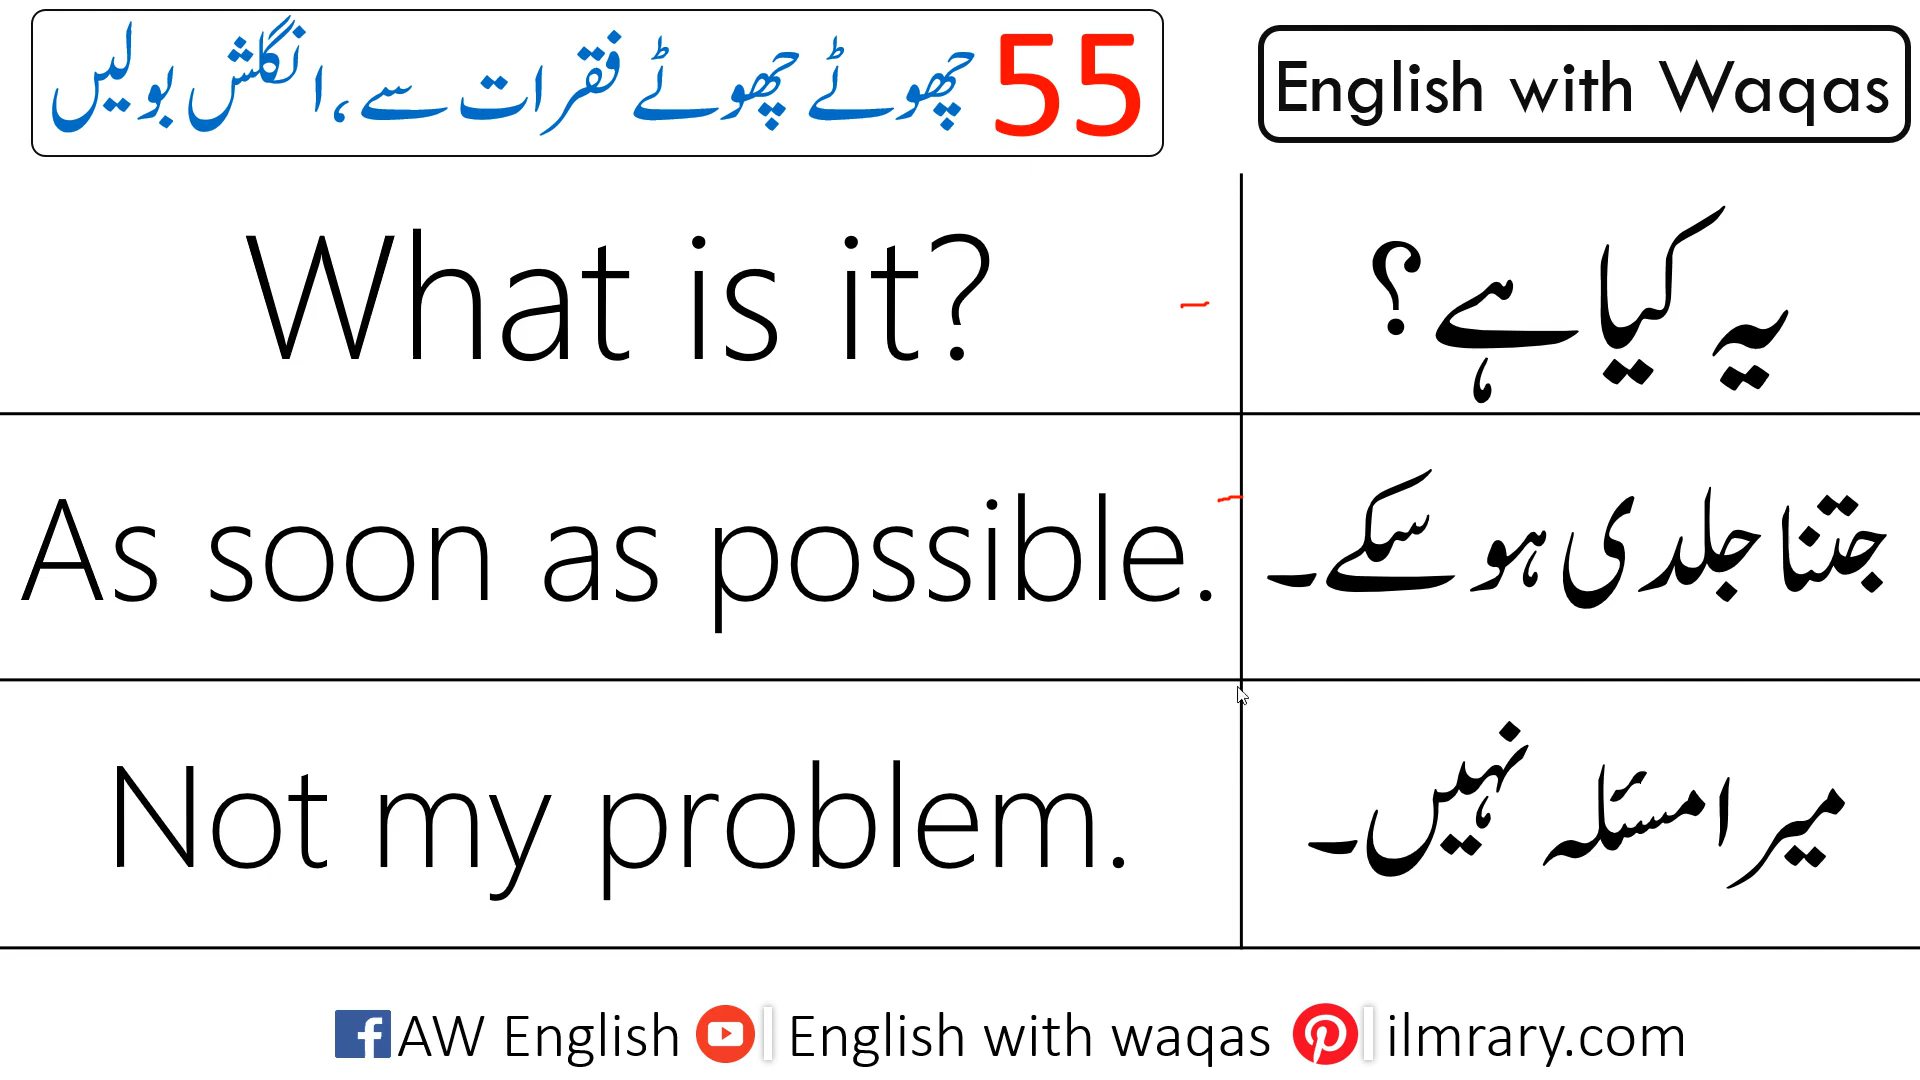 55 چھوٹے چھوٹے فقرات سے، انگلش بولیں
English with Waqas
What is it?
یہ کیا ہے؟
As soon as possible.
جتنا جلدی ہو سکے۔
Not my problem.
میرا مسئلہ نہیں۔
AW English | English with waqas | ilmrary.com